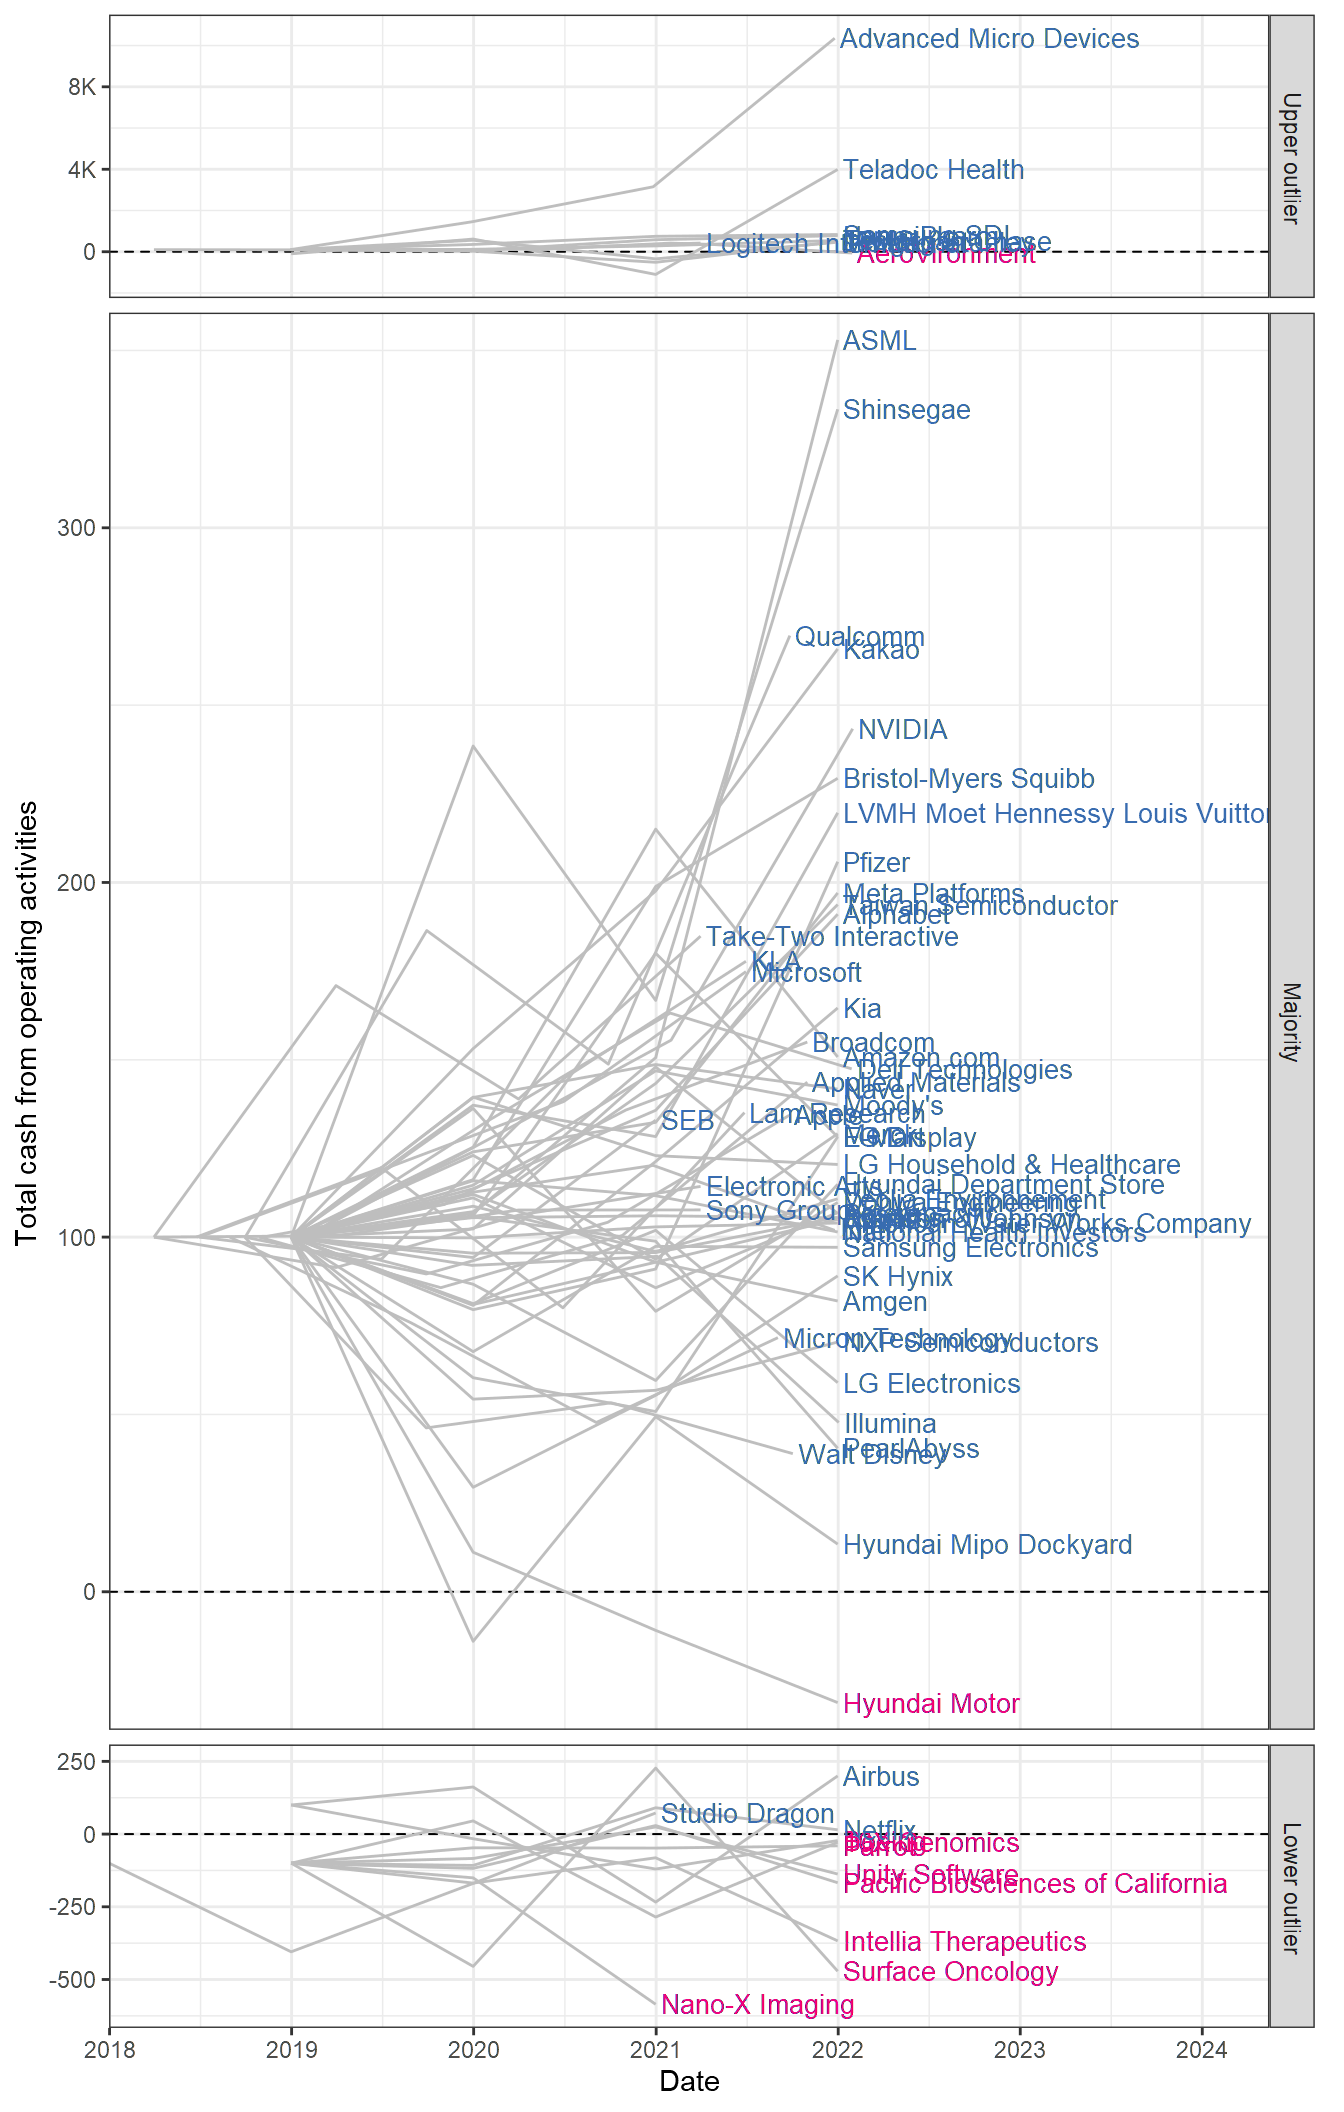 8K
4K
0
Advanced Micro Devices
Teladoc Health
Samsung SDI
Logitech
AeroVironment
Upper outlier
Total cash from operating activities
300
200
100
0
ASML
Shinsegae
Qualcomm
Kakao
NVIDIA
Bristol-Myers Squibb
LVMH Moet Hennessy Louis Vuitton
Pfizer
Meta Platforms
Taiwan Semiconductor
Alphabet
Take-Two Interactive
KLA
Microsoft
Kia
Broadcom
Amazon.com
Dell Technologies
Applied Materials
Naver
Moody's
Lam Research
Apple
SEB
Merck
LG Display
LG Household & Healthcare
Hyundai Department Store
Electronic Arts
Veolia Environnement
Sony Group
Works Company
National Health Investors
Samsung Electronics
SK Hynix
Amgen
Micron Technology
NXP Semiconductors
LG Electronics
Illumina
PearlAbyss
Walt Disney
Hyundai Mipo Dockyard
Hyundai Motor
Majority
250
0
-250
-500
Airbus
Studio Dragon
Netflix
Parrot
Unity Software
Pacific Biosciences of California
Intellia Therapeutics
Surface Oncology
Nano-X Imaging
Lower outlier
2018 2019 2020 2021 2022 2023 2024
Date